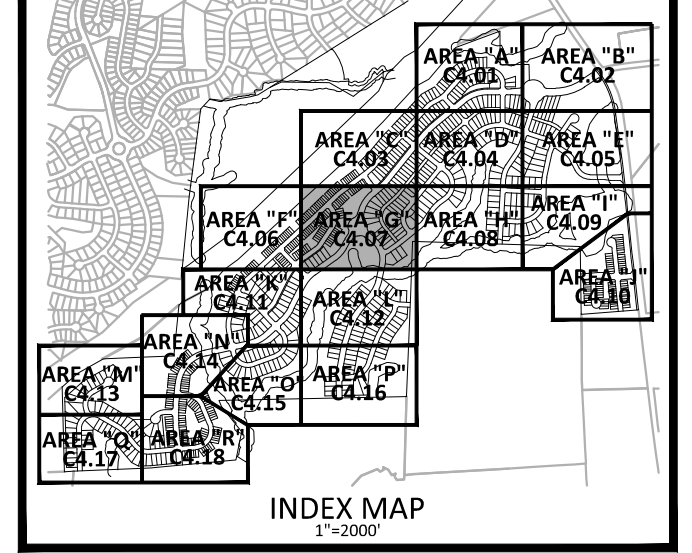 AREA "A"
C4.01
AREA "B"
C4.02
AREA "C"
C4.03
AREA "D"
C4.04
AREA "E"
C4.05
AREA "F"
C4.06
AREA "G"
C4.07
AREA "H"
C4.08
AREA "I"
C4.09
AREA "J"
C4.10
AREA "K"
C4.11
AREA "L"
C4.12
AREA "M"
C4.13
AREA "N"
C4.14
AREA "O"
C4.15
AREA "P"
C4.16
AREA "Q"
C4.17
AREA "R"
C4.18
INDEX MAP
1"=2000'